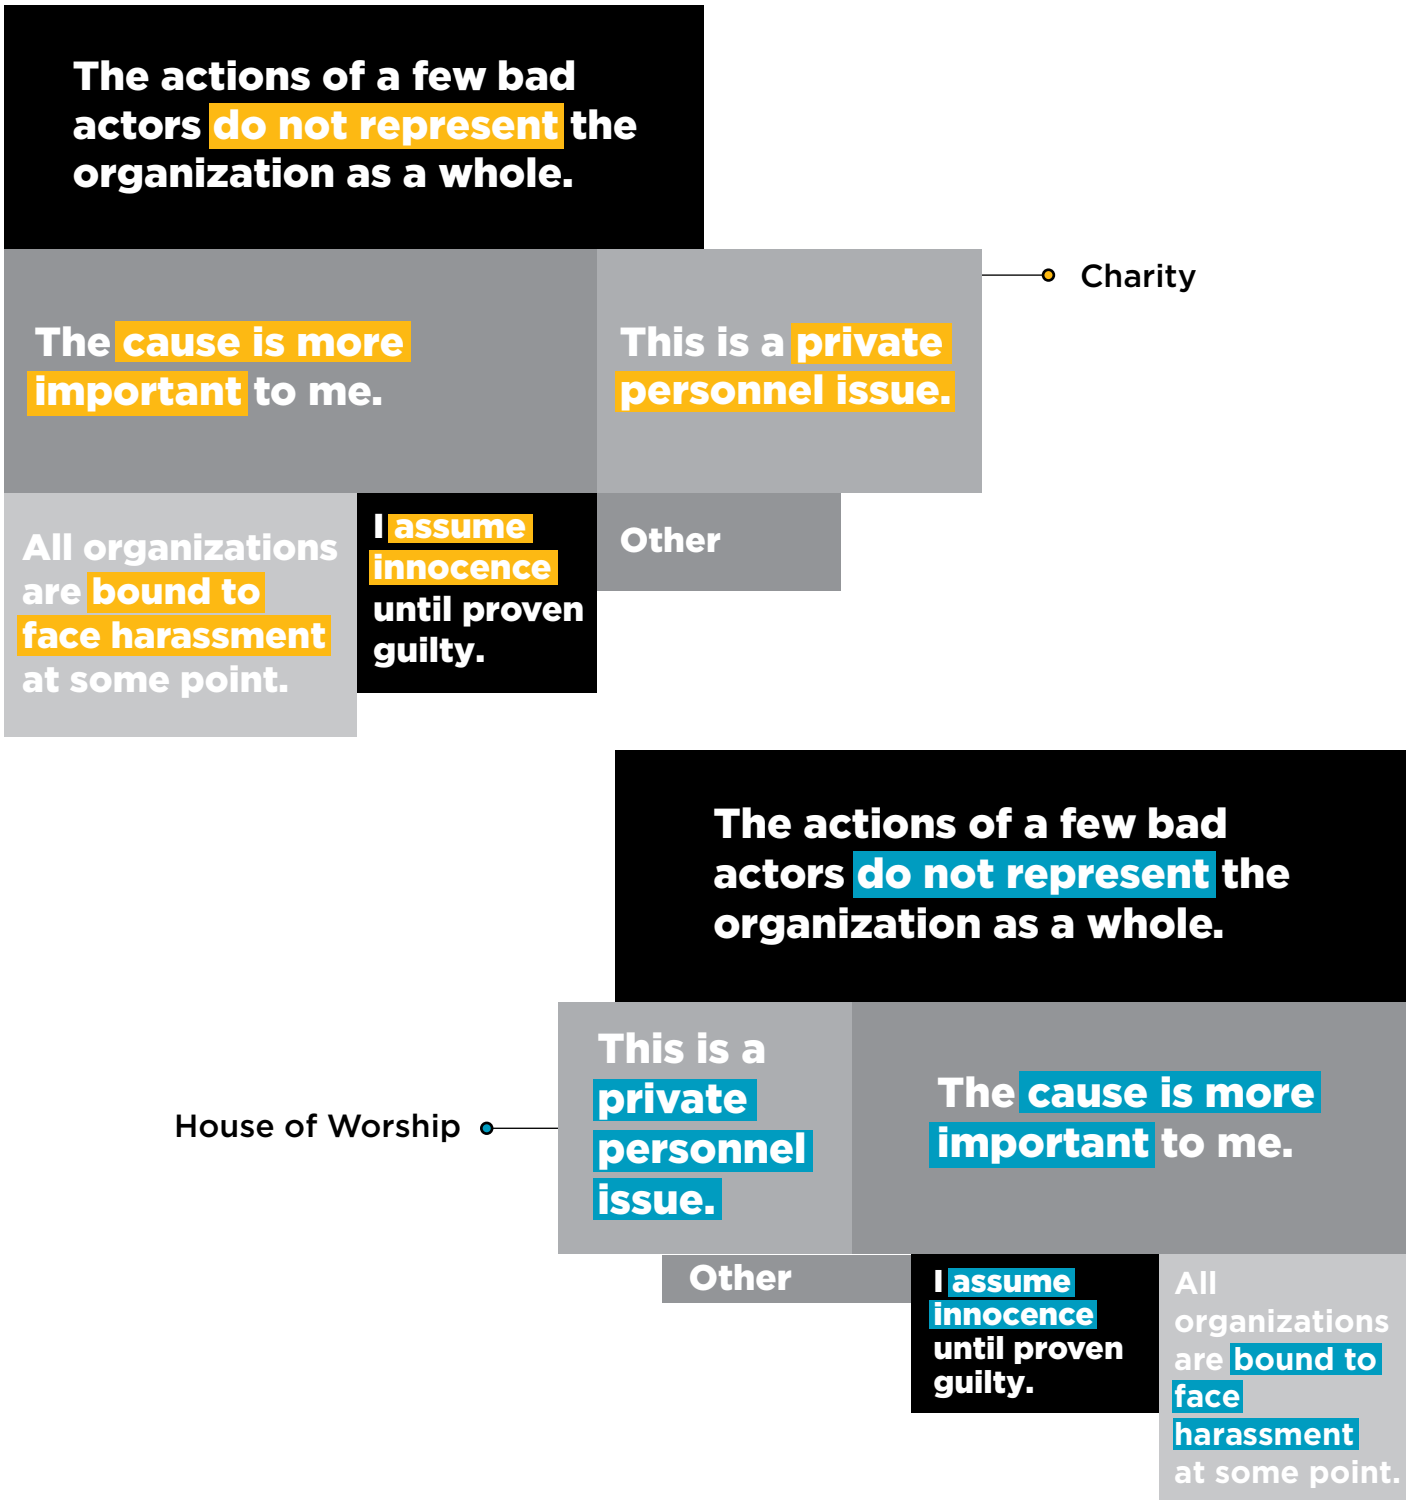 The actions of a few bad
actors do not represent the
organization as a whole.
Charity
The cause is more
important to me.
This is a private
personnel issue.
All organizations
are bound to
face harassment
at some point.
I assume
innocence
until proven
guilty.
Other
The actions of a few bad
actors do not represent the
organization as a whole.
House of Worship
This is a
private
personnel
issue.
The cause is more
important to me.
Other
I assume
innocence
until proven
guilty.
All
organizations
are bound to
face
harassment
at some point.